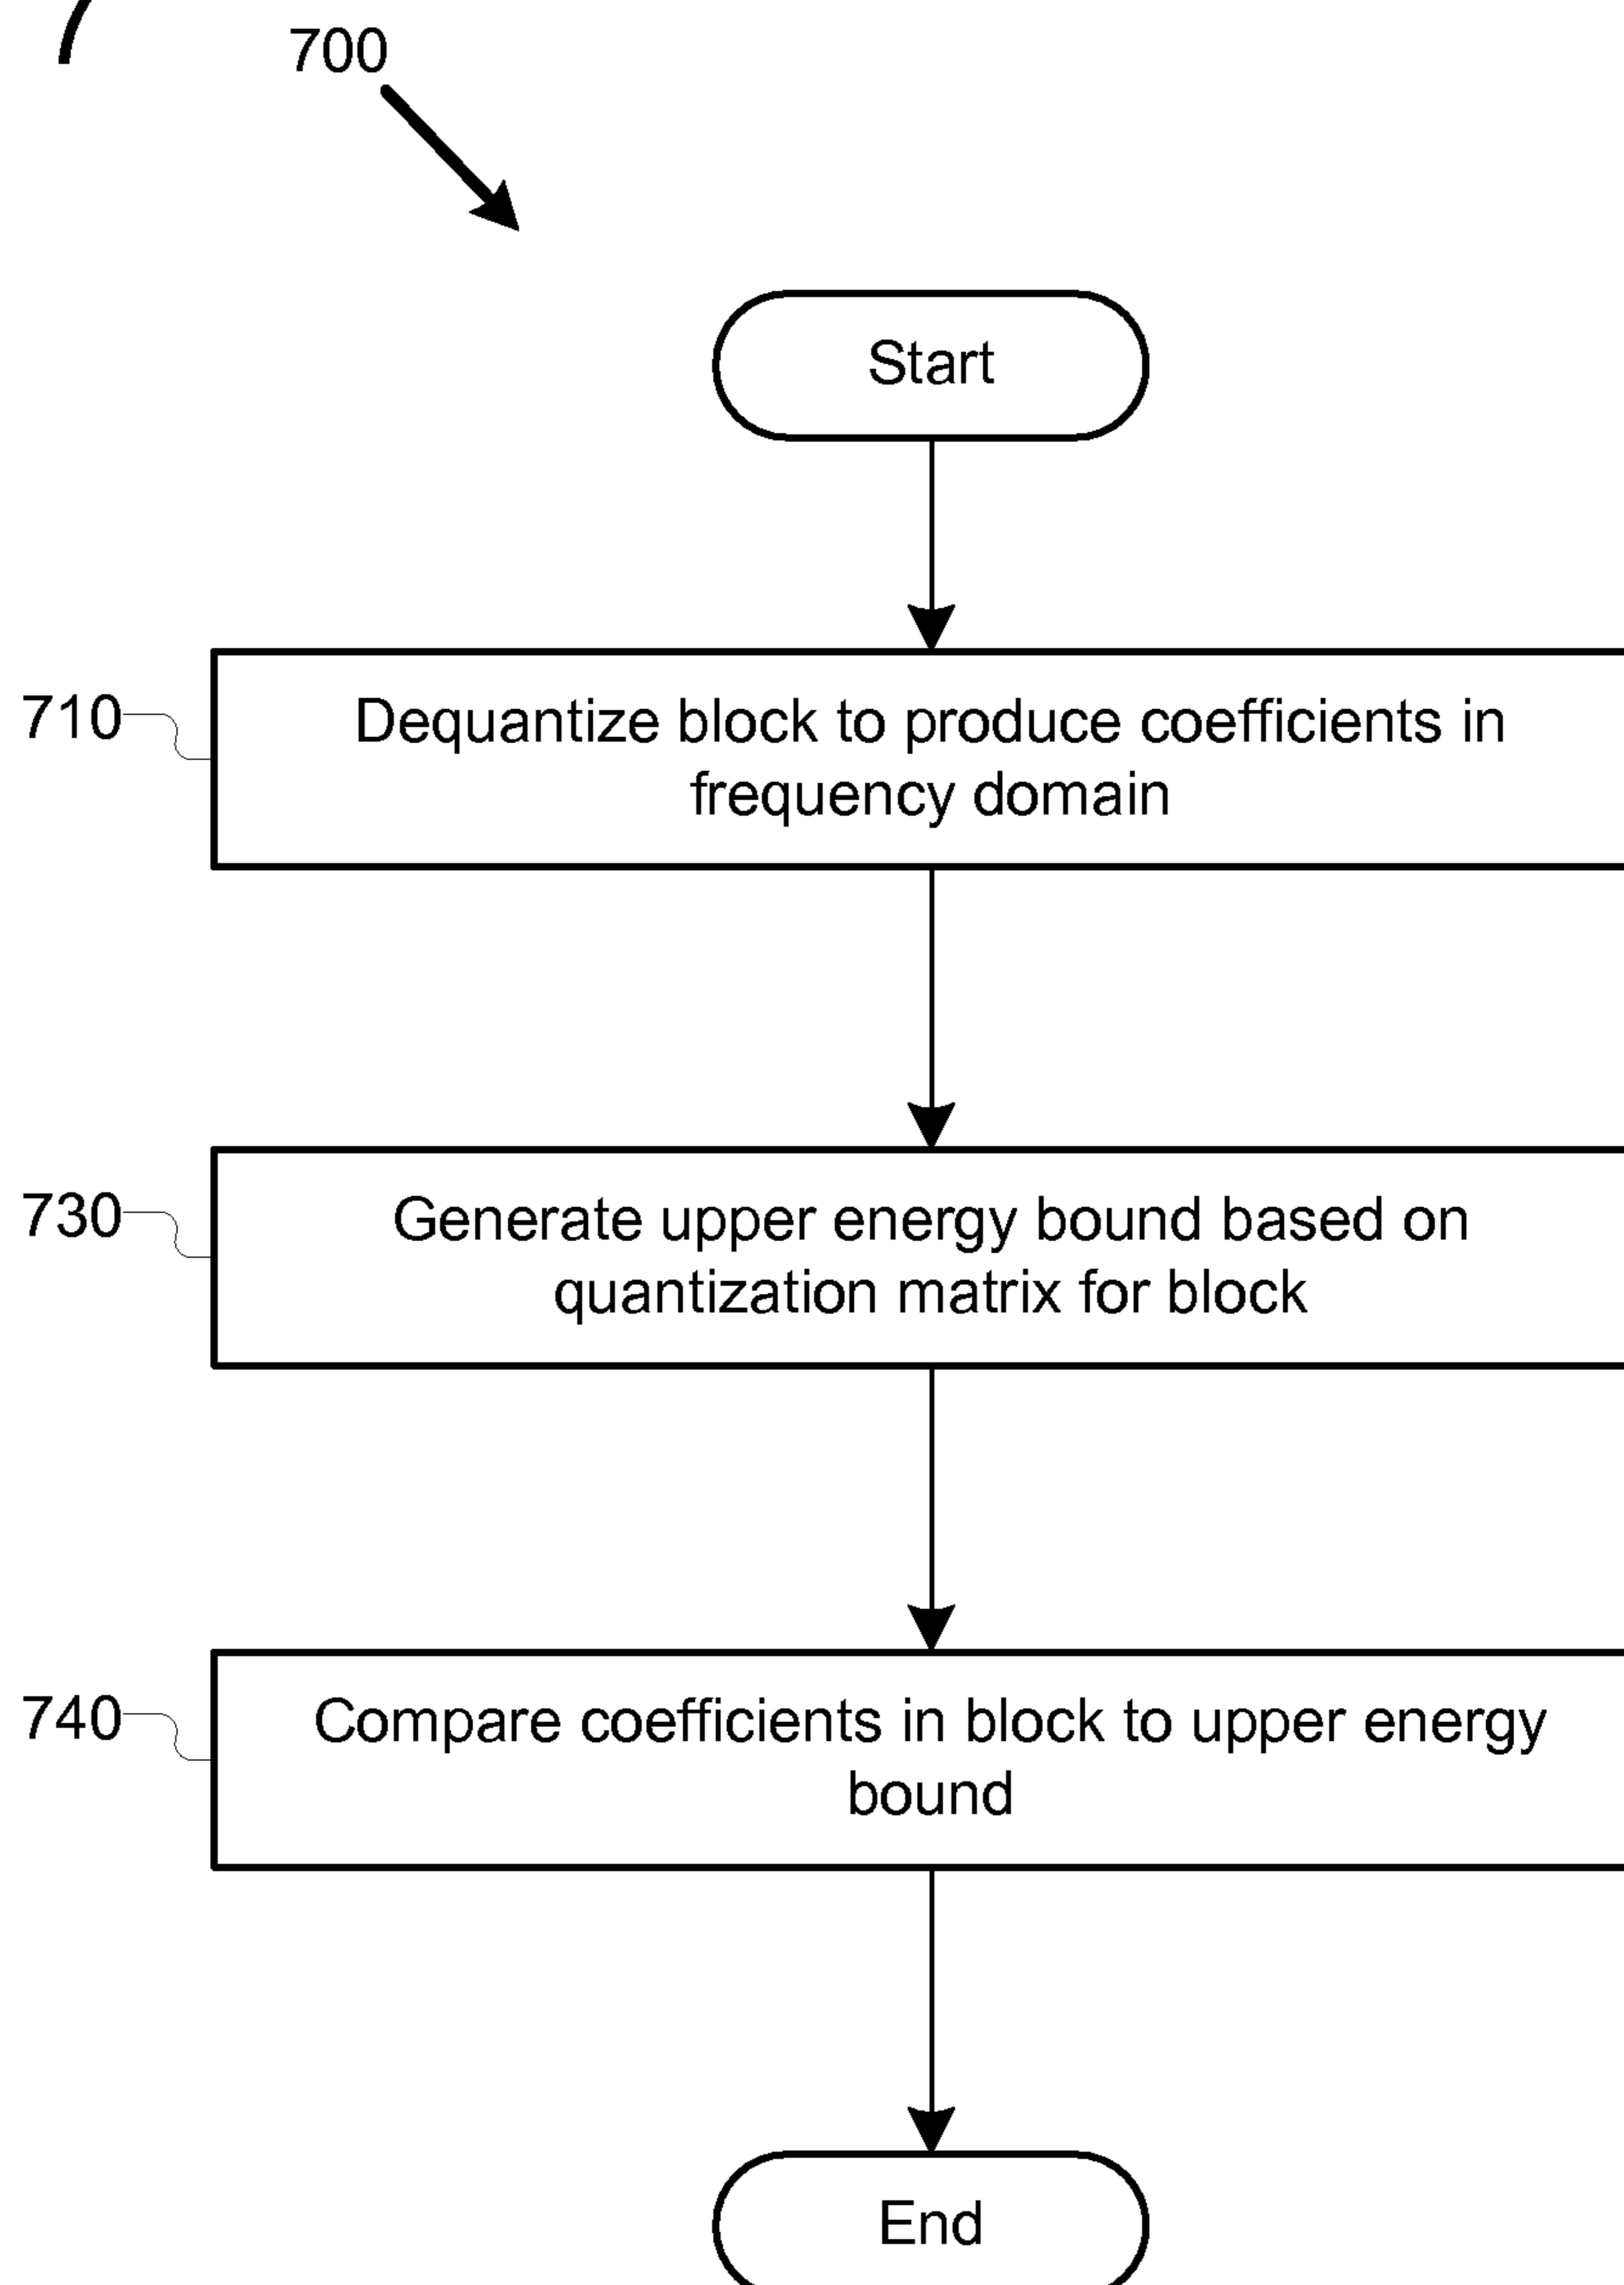 7
700
Start
710
Dequantize block to produce coefficients in
frequency domain
730
Generate upper energy bound based on
quantization matrix for block
740
Compare coefficients in block to upper energy
bound
End